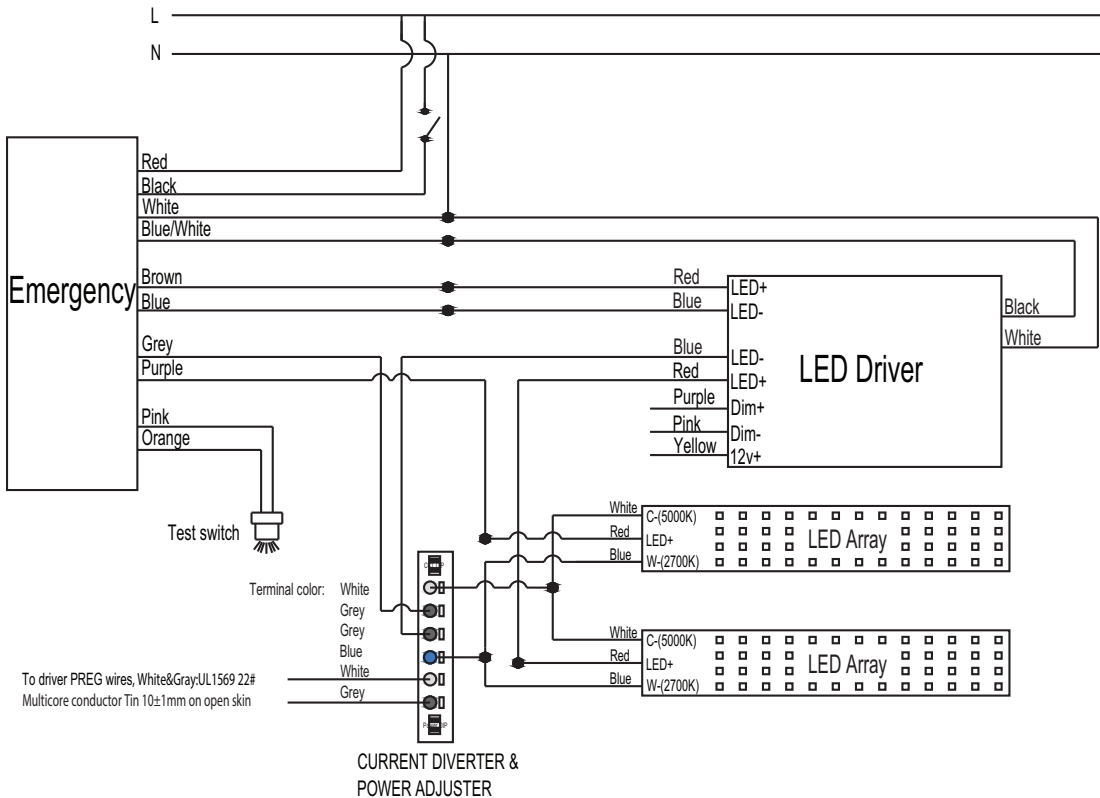 L
N
Red
Black
White
Blue/White
Emergency
Brown
Blue
Grey
Purple
Pink
Orange
Test switch
Red
Blue
Blue
Red
Purple
Pink
Yellow
LED+
LED-
LED-
LED+
Dim+
Dim-
12v+
LED Driver
Black
White
White
Red
Blue
C-(5000K)
LED+
W-(2700K)
LED Array
White
Red
Blue
C-(5000K)
LED+
W-(2700K)
LED Array
Terminal color: White
Grey
Grey
Blue
White
Grey
To driver PREG wires, White&Gray:UL1569 22#
Multicore conductor Tin 10±1mm on open skin
CURRENT DIVERTER &
POWER ADJUSTER